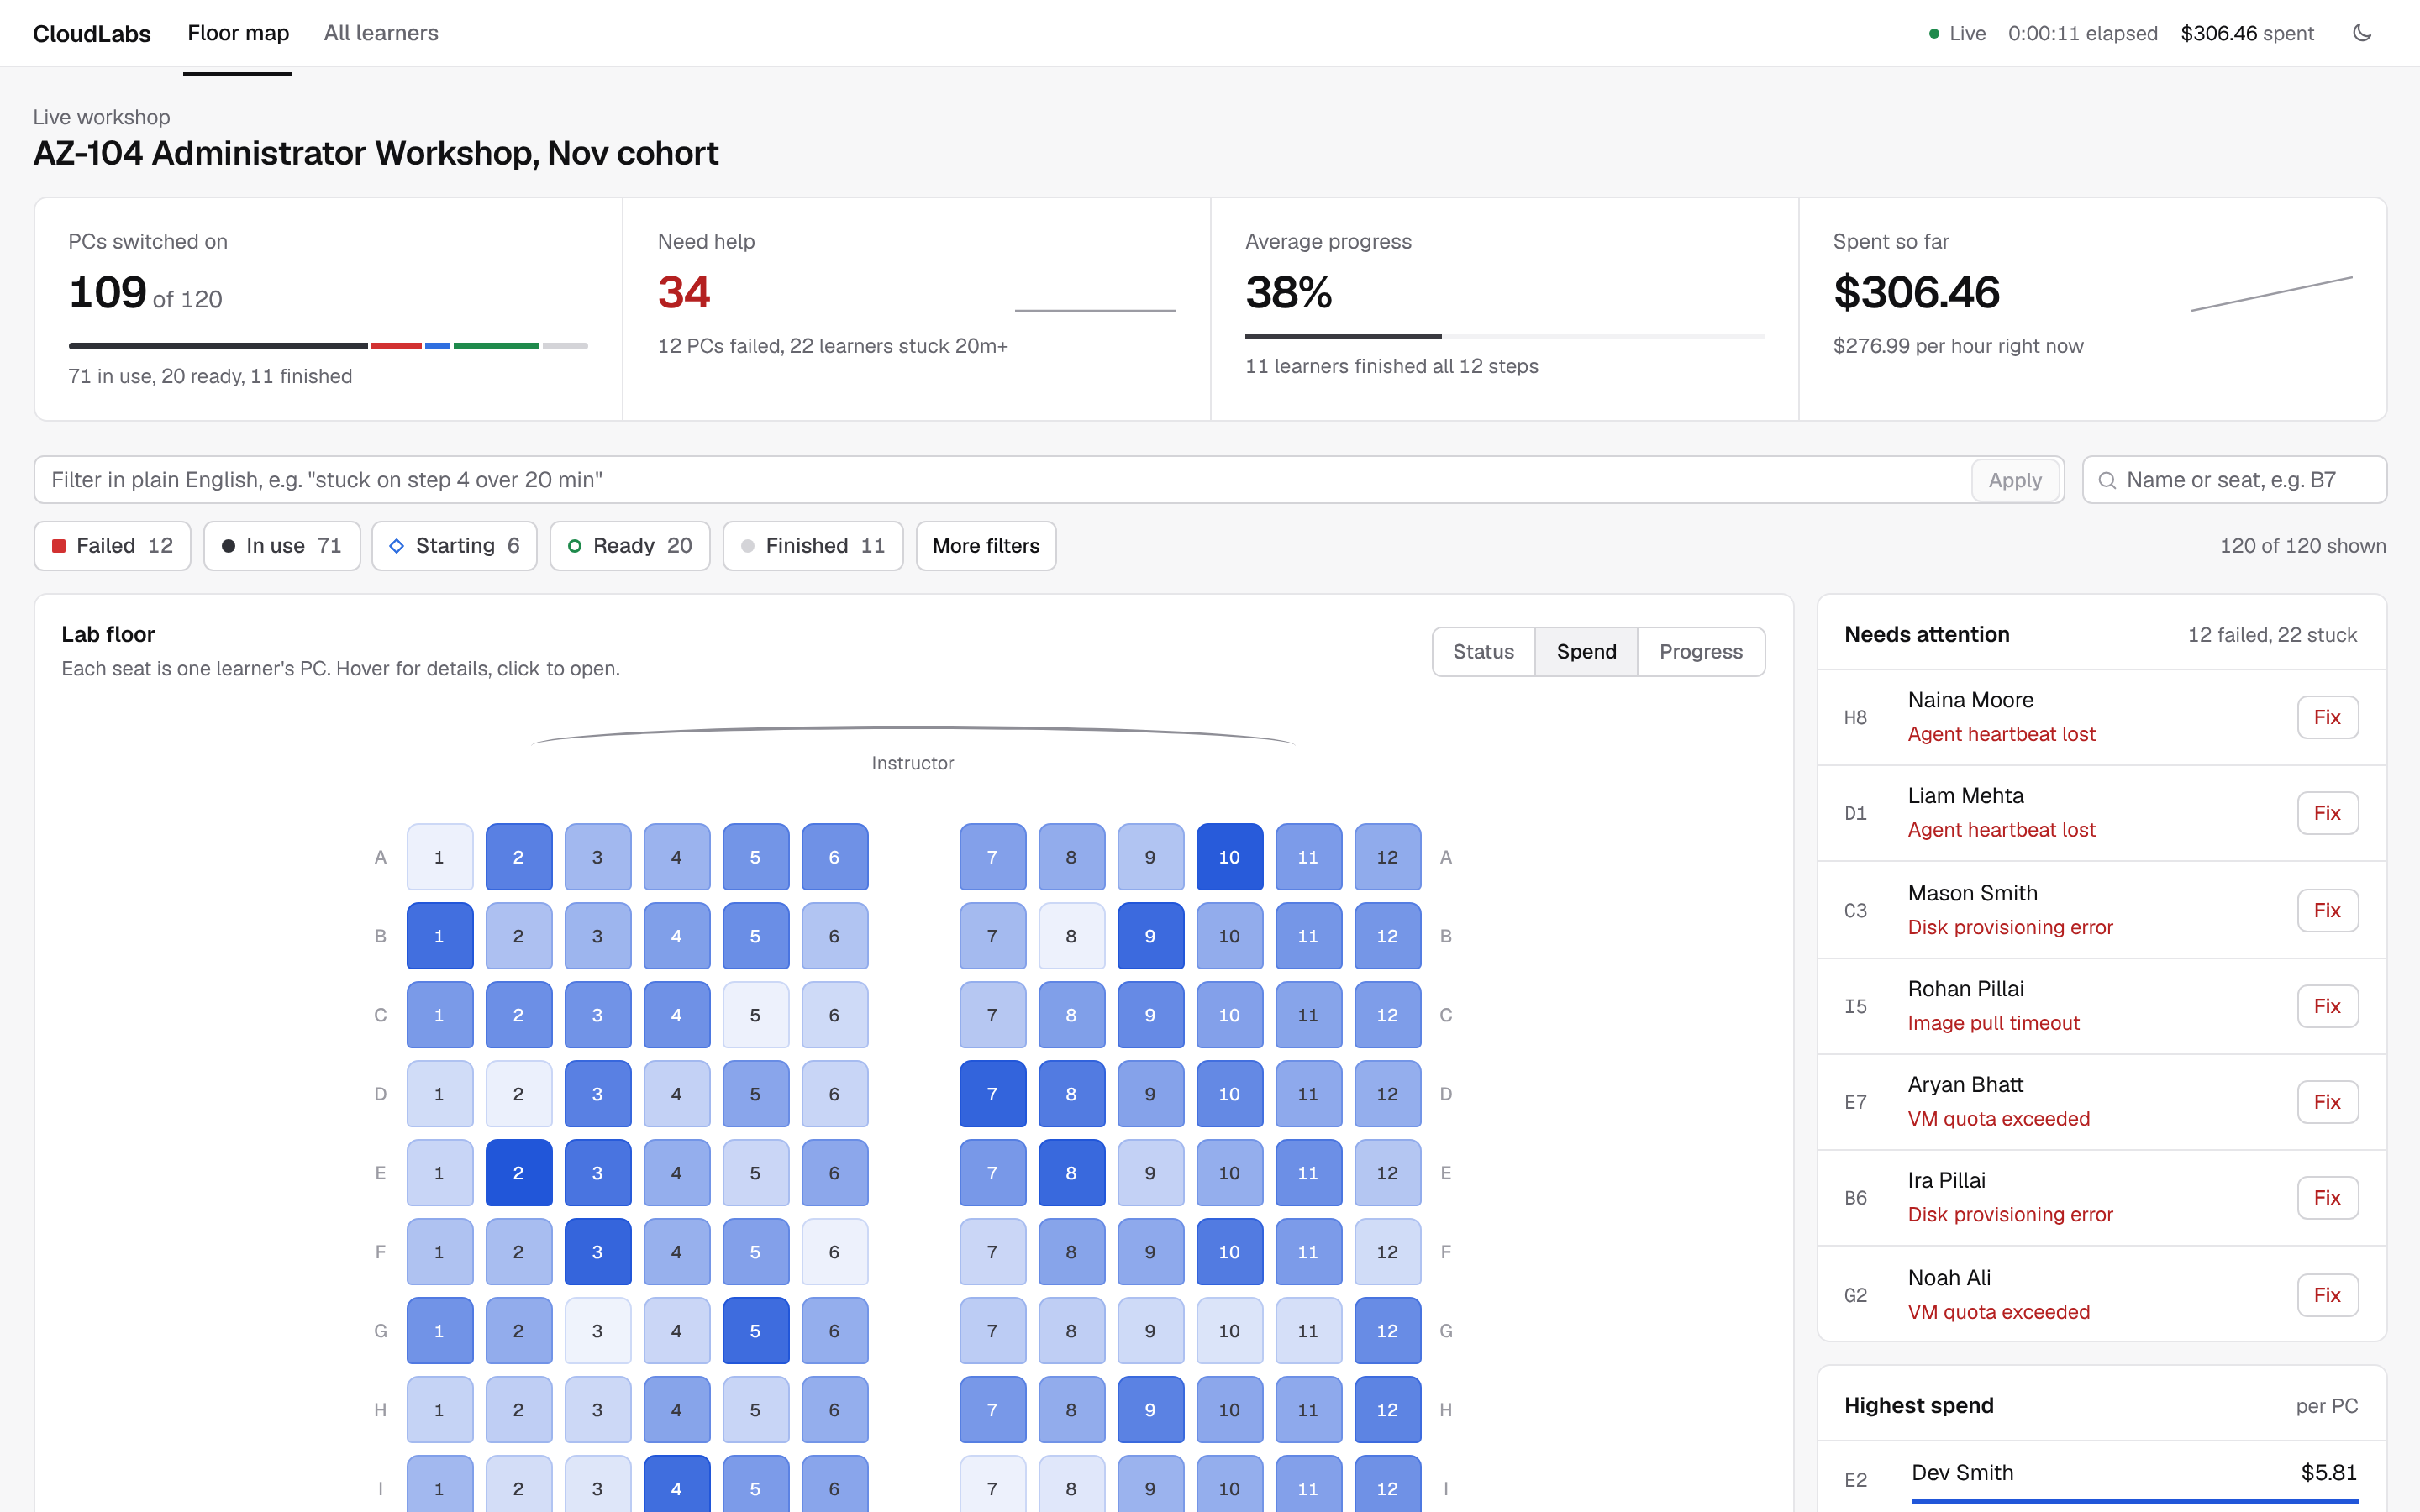 CloudLabs Floor map All learners Live 0:00:11 elapsed $306.46 spent
Live workshop
AZ-104 Administrator Workshop, Nov cohort
PCs switched on
109 of 120
71 in use, 20 ready, 11 finished
Need help
34
12 PCs failed, 22 learners stuck 20m+
Average progress
38%
11 learners finished all 12 steps
Spent so far
$306.46
$276.99 per hour right now
Filter in plain English, e.g. "stuck on step 4 over 20 min" Apply Name or seat, e.g. B7
Failed 12 In use 71 Starting 6 Ready 20 Finished 11 More filters 120 of 120 shown
Lab floor
Each seat is one learner's PC. Hover for details, click to open.
Status Spend Progress
Instructor
A 1 2 3 4 5 6 7 8 9 10 11 12 A
B 1 2 3 4 5 6 7 8 9 10 11 12 B
C 1 2 3 4 5 6 7 8 9 10 11 12 C
D 1 2 3 4 5 6 7 8 9 10 11 12 D
E 1 2 3 4 5 6 7 8 9 10 11 12 E
F 1 2 3 4 5 6 7 8 9 10 11 12 F
G 1 2 3 4 5 6 7 8 9 10 11 12 G
H 1 2 3 4 5 6 7 8 9 10 11 12 H
I 1 2 3 4 5 6 7 8 9 10 11 12 I
Needs attention 12 failed, 22 stuck
H8 Naina Moore Fix
Agent heartbeat lost
D1 Liam Mehta Fix
Agent heartbeat lost
C3 Mason Smith Fix
Disk provisioning error
I5 Rohan Pillai Fix
Image pull timeout
E7 Aryan Bhatt Fix
VM quota exceeded
B6 Ira Pillai Fix
Disk provisioning error
G2 Noah Ali Fix
VM quota exceeded
Highest spend per PC
E2 Dev Smith $5.81